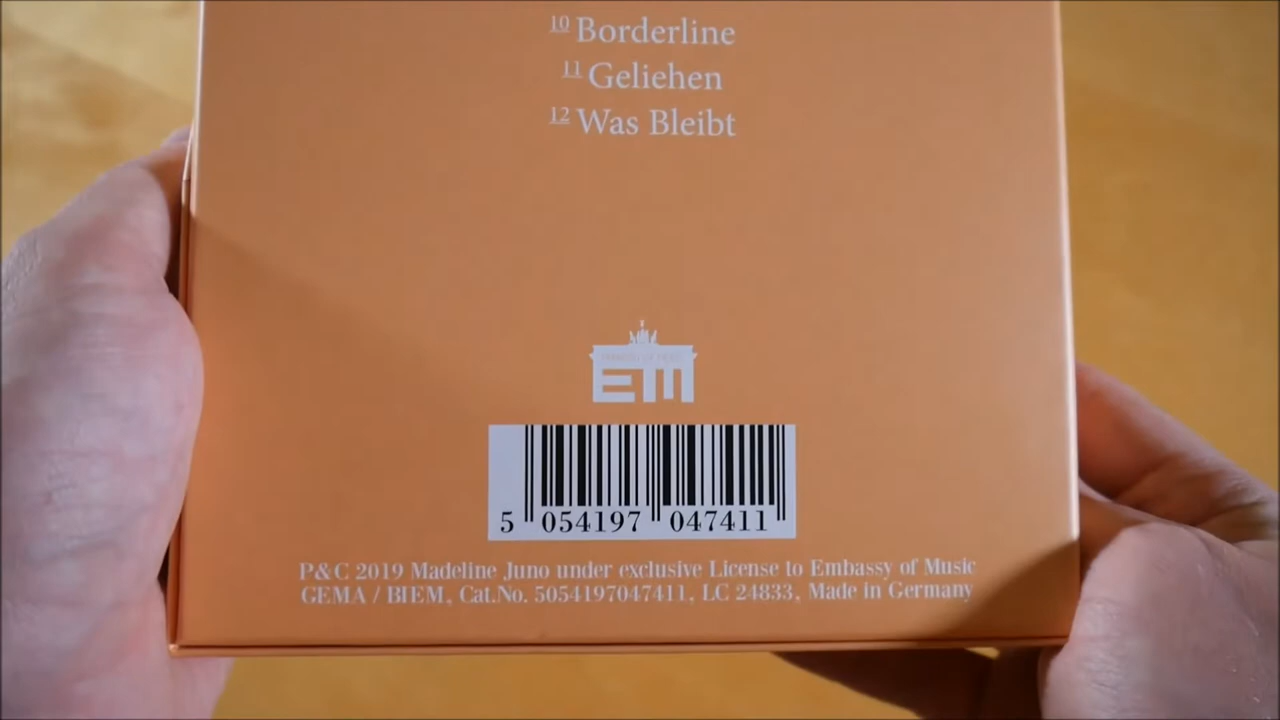 10 Borderline
11 Geliehen
12 Was Bleibt
EM
5 054197 047411
P&C 2019 Madeline Juno under exclusive License to Embassy of Music
GEMA / BIEM, Cat.No. 5054197047411, LC 24833, Made in Germany